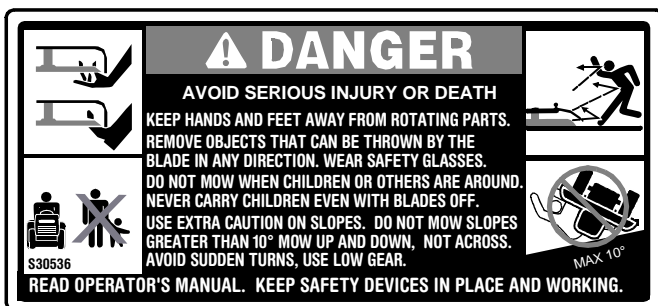 DANGER
AVOID SERIOUS INJURY OR DEATH
KEEP HANDS AND FEET AWAY FROM ROTATING PARTS.
REMOVE OBJECTS THAT CAN BE THROWN BY THE
BLADE IN ANY DIRECTION. WEAR SAFETY GLASSES.
DO NOT MOW WHEN CHILDREN OR OTHERS ARE AROUND.
NEVER CARRY CHILDREN EVEN WITH BLADES OFF.
USE EXTRA CAUTION ON SLOPES. DO NOT MOW SLOPES
GREATER THAN 10° MOW UP AND DOWN, NOT ACROSS.
AVOID SUDDEN TURNS, USE LOW GEAR.
S30536
MAX 10°
READ OPERATOR'S MANUAL. KEEP SAFETY DEVICES IN PLACE AND WORKING.